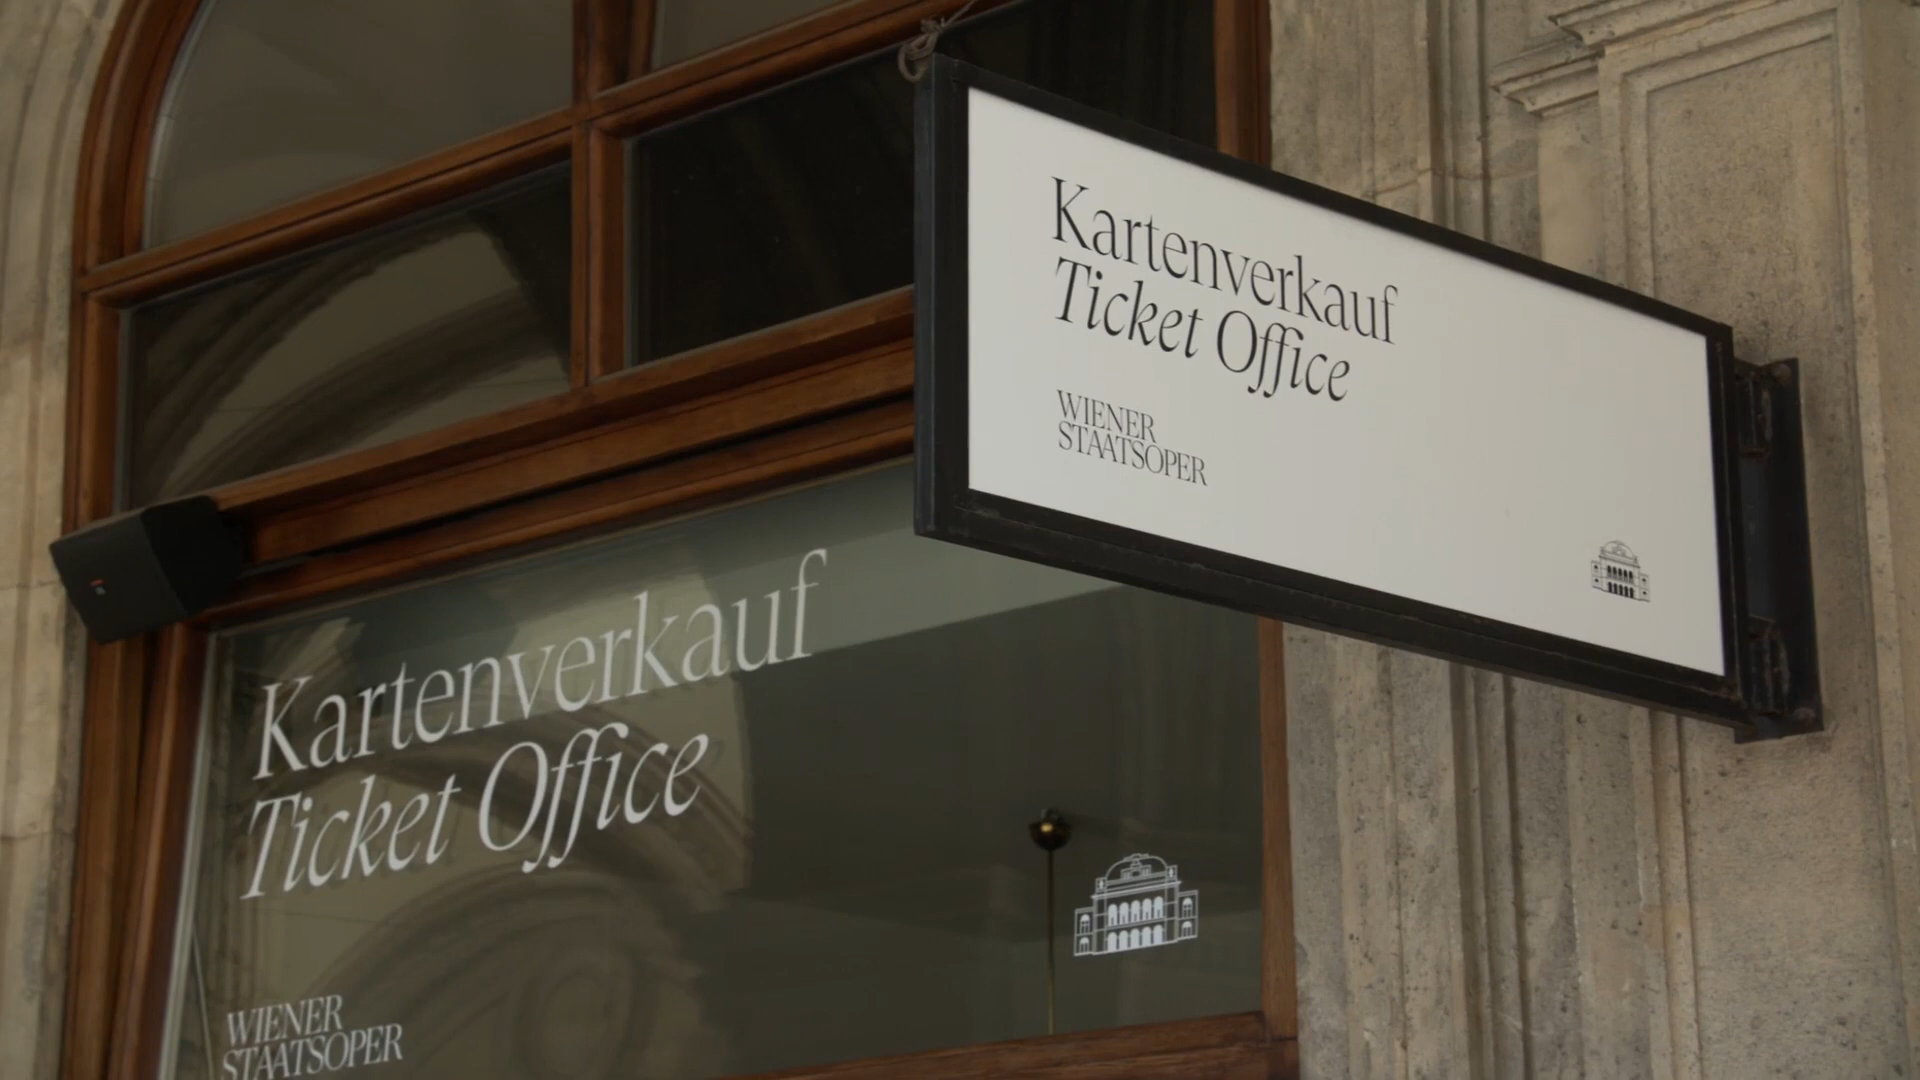 Kartenverkauf
Ticket Office
WIENER
STAATSOPER
Kartenverkauf
Ticket Office
WIENER
STAATSOPER